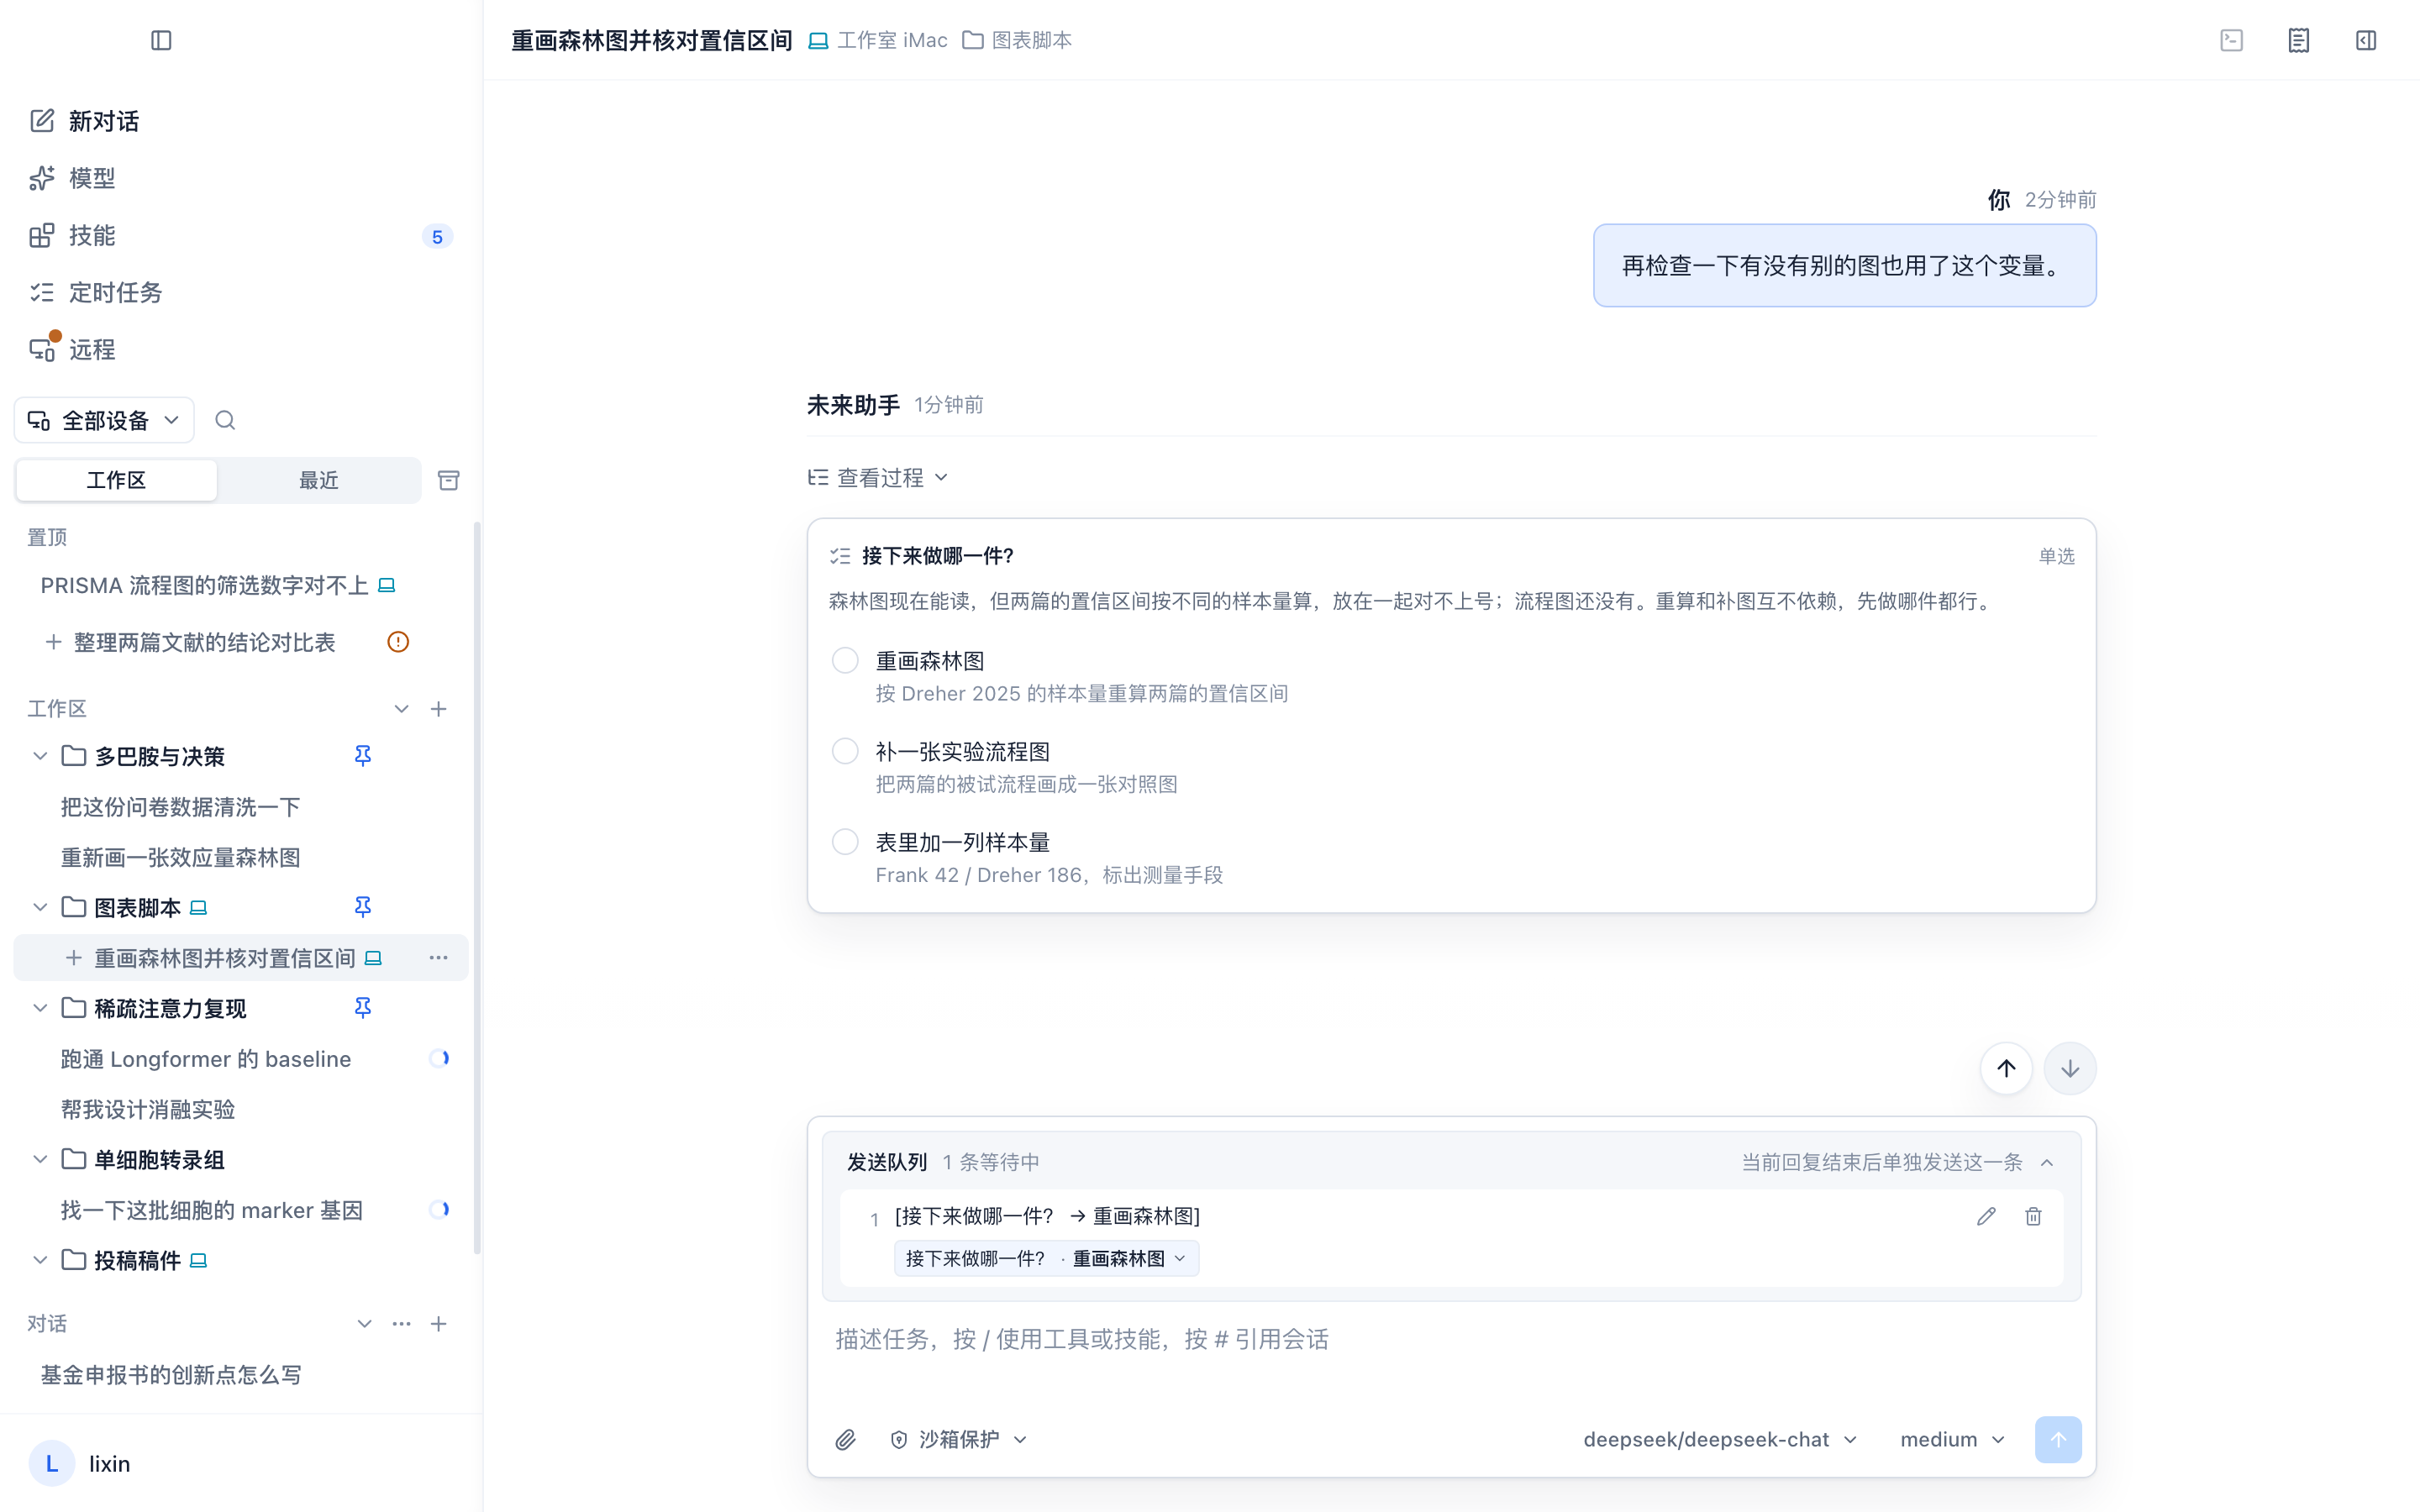 新对话
模型
技能
5
定时任务
远程
全部设备
工作区
最近
置顶
PRISMA 流程图的筛选数字对不上
整理两篇文献的结论对比表
工作区
多巴胺与决策
把这份问卷数据清洗一下
重新画一张效应量森林图
图表脚本
重画森林图并核对置信区间
稀疏注意力复现
跑通 Longformer 的 baseline
帮我设计消融实验
单细胞转录组
找一下这批细胞的 marker 基因
投稿稿件
对话
基金申报书的创新点怎么写
L
lixin
重画森林图并核对置信区间 工作室 iMac 图表脚本
你 2分钟前
再检查一下有没有别的图也用了这个变量。
未来助手 1分钟前
查看过程
接下来做哪一件?
单选
森林图现在能读，但两篇的置信区间按不同的样本量算，放在一起对不上号；流程图还没有。重算和补图互不依赖，先做哪件都行。
重画森林图
按 Dreher 2025 的样本量重算两篇的置信区间
补一张实验流程图
把两篇的被试流程画成一张对照图
表里加一列样本量
Frank 42 / Dreher 186，标出测量手段
发送队列 1 条等待中
当前回复结束后单独发送这一条
1 [接下来做哪一件? → 重画森林图]
接下来做哪一件? · 重画森林图
描述任务，按 / 使用工具或技能，按 # 引用会话
沙箱保护
deepseek/deepseek-chat
medium